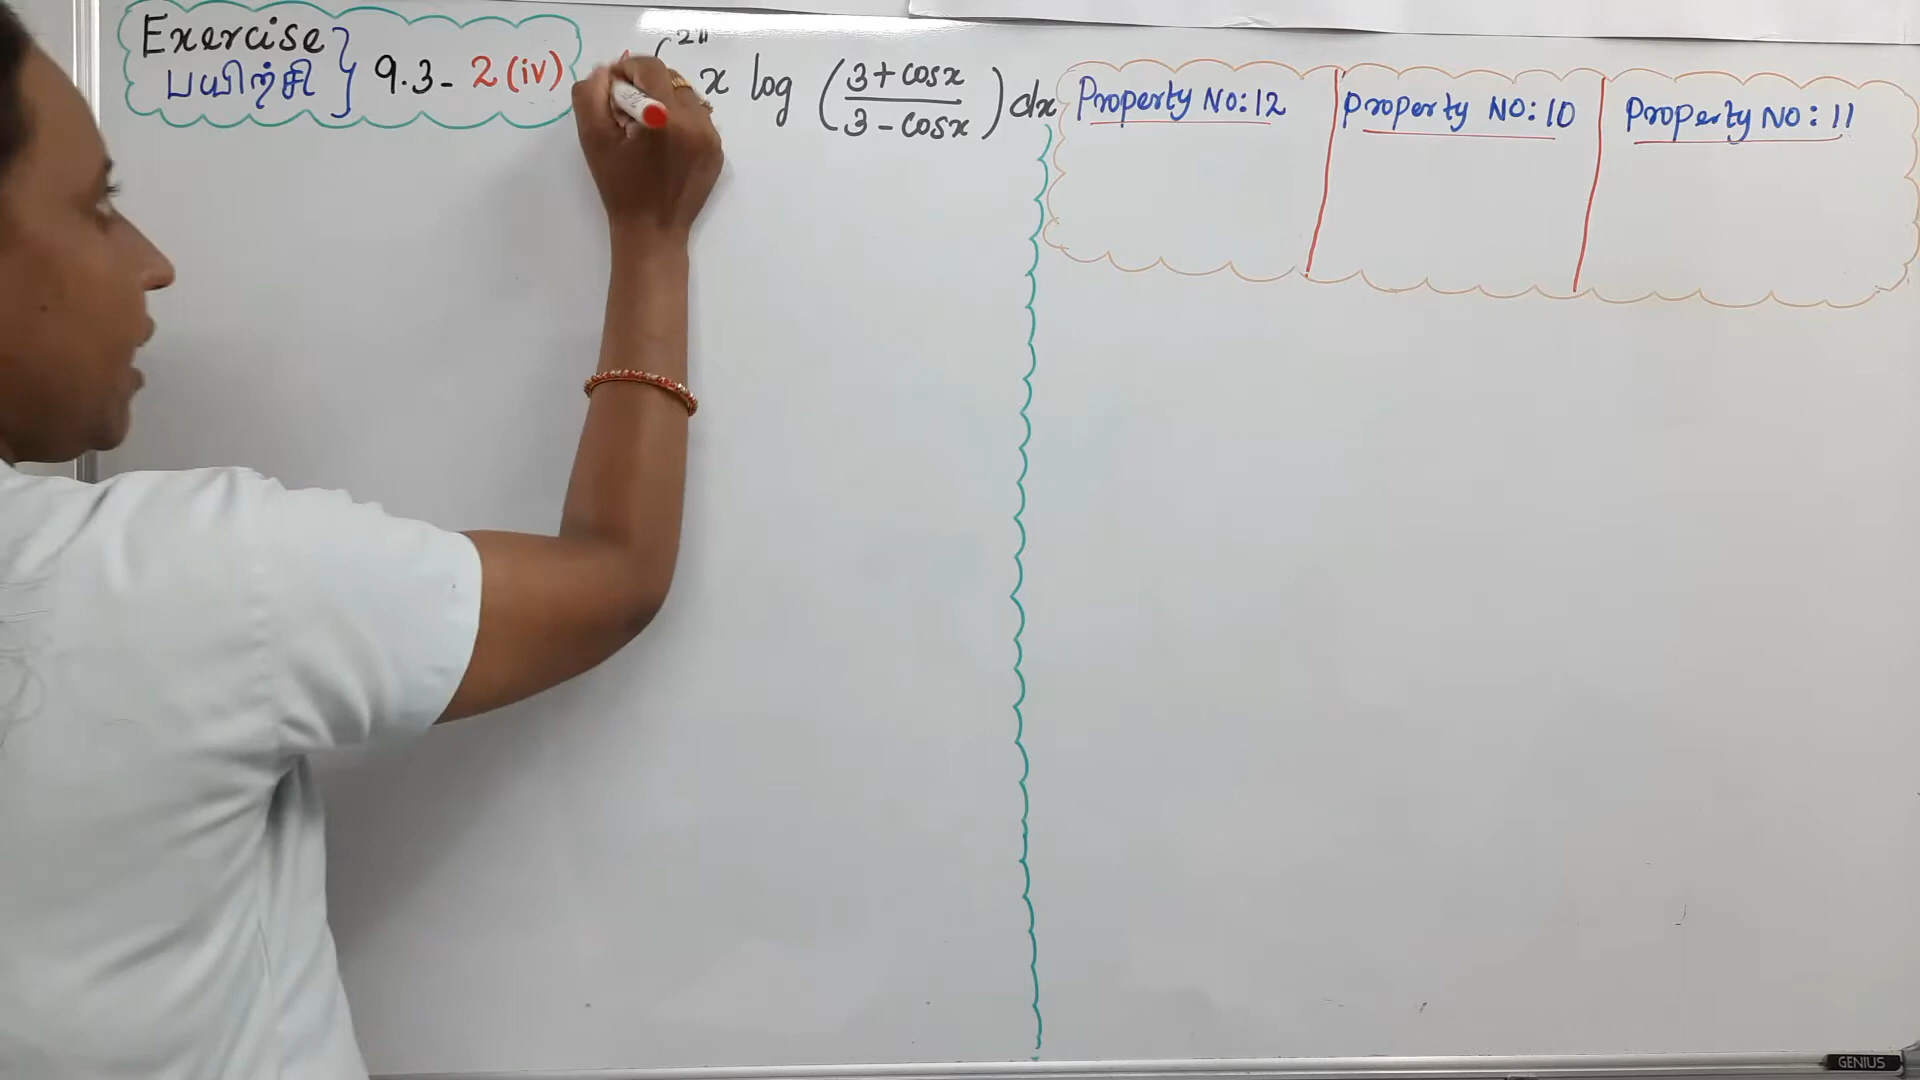 Exercise
பயிற்சி } 9.3 - 2 (iv)
∫ 2π x log (3 + cosx / 3 - cosx) dx
Property No: 12
Property NO: 10
Property NO: 11
GENIUS